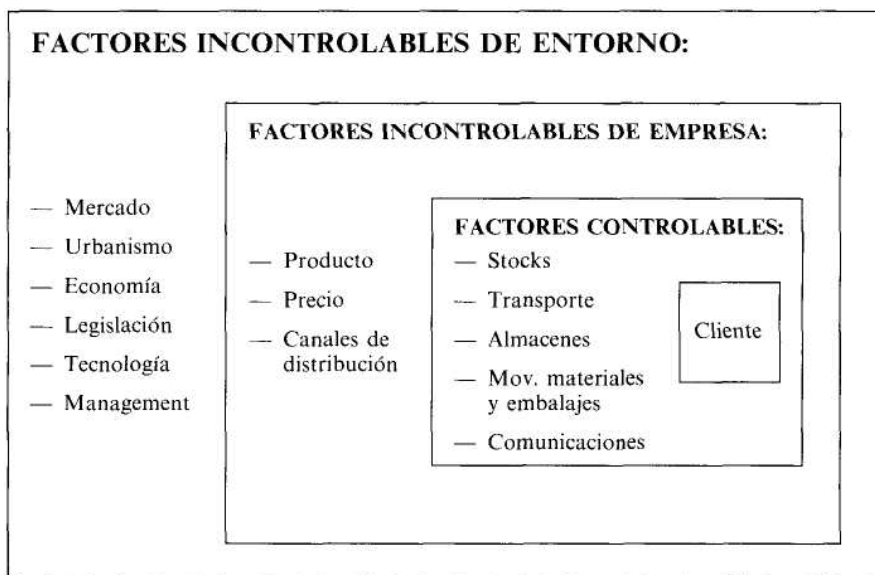 FACTORES INCONTROLABLES DE ENTORNO:
FACTORES INCONTROLABLES DE EMPRESA:
FACTORES CONTROLABLES:
— Mercado
— Urbanismo
— Economía
— Legislación
— Tecnología
— Management
— Producto
— Precio
— Canales de
distribución
— Stocks
— Transporte
— Almacenes
— Mov. materiales
y embalajes
— Comunicaciones
Cliente